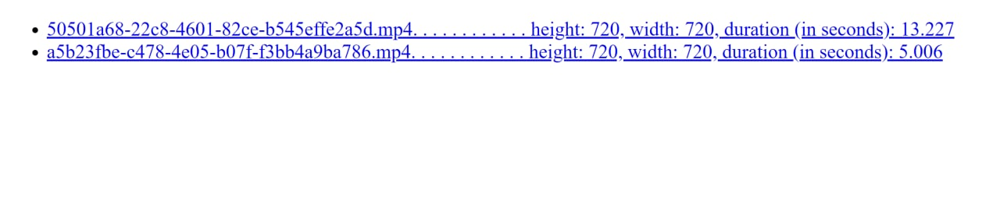 50501a68-22c8-4601-82ce-b545effe2a5d.mp4. . . . . . . . . . . . height: 720, width: 720, duration (in seconds): 13.227
a5b23fbe-c478-4e05-b07f-f3bb4a9ba786.mp4. . . . . . . . . . . . height: 720, width: 720, duration (in seconds): 5.006